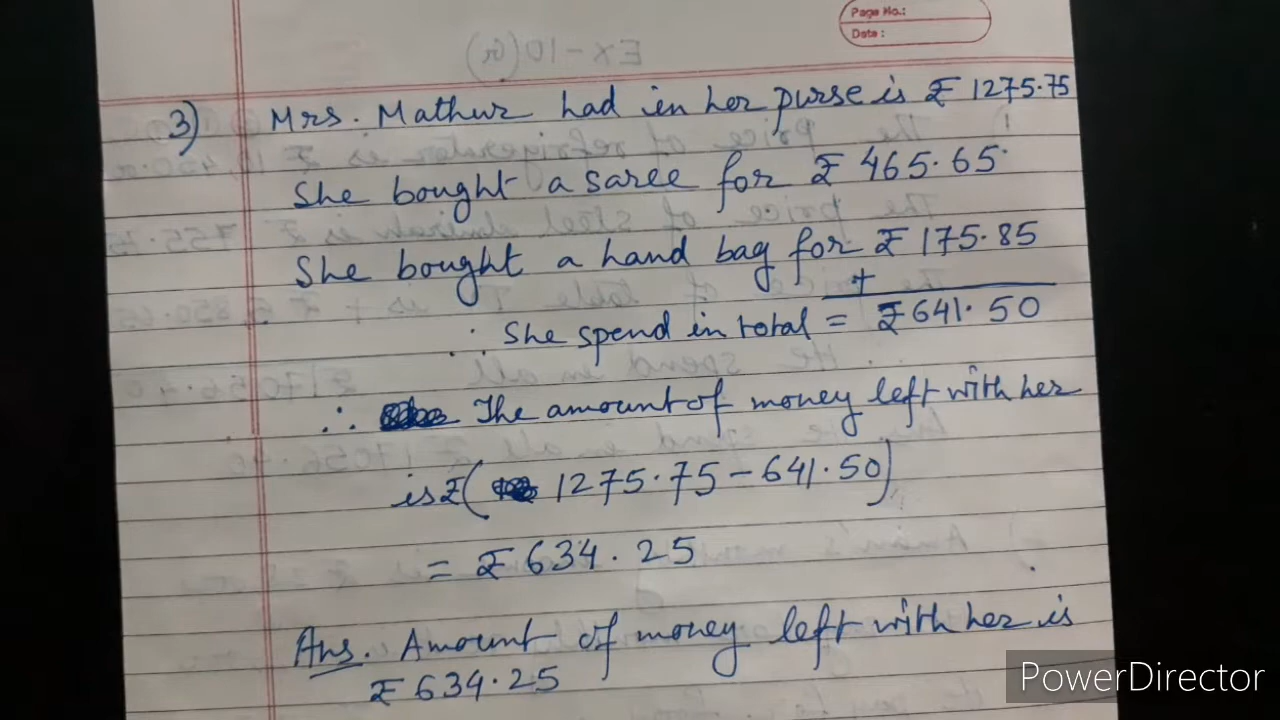 Page No.:
Date :
3) Mrs. Mathur had in her purse is ₹ 1275.75
She bought a saree for ₹ 465.65
She bought a hand bag for ₹ 175.85
+
∴ She spend in total = ₹ 641.50
∴ The amount of money left with her
is ₹ ( 1275.75 - 641.50)
= ₹ 634.25
Ans. Amount of money left with her is
₹ 634.25
PowerDirector